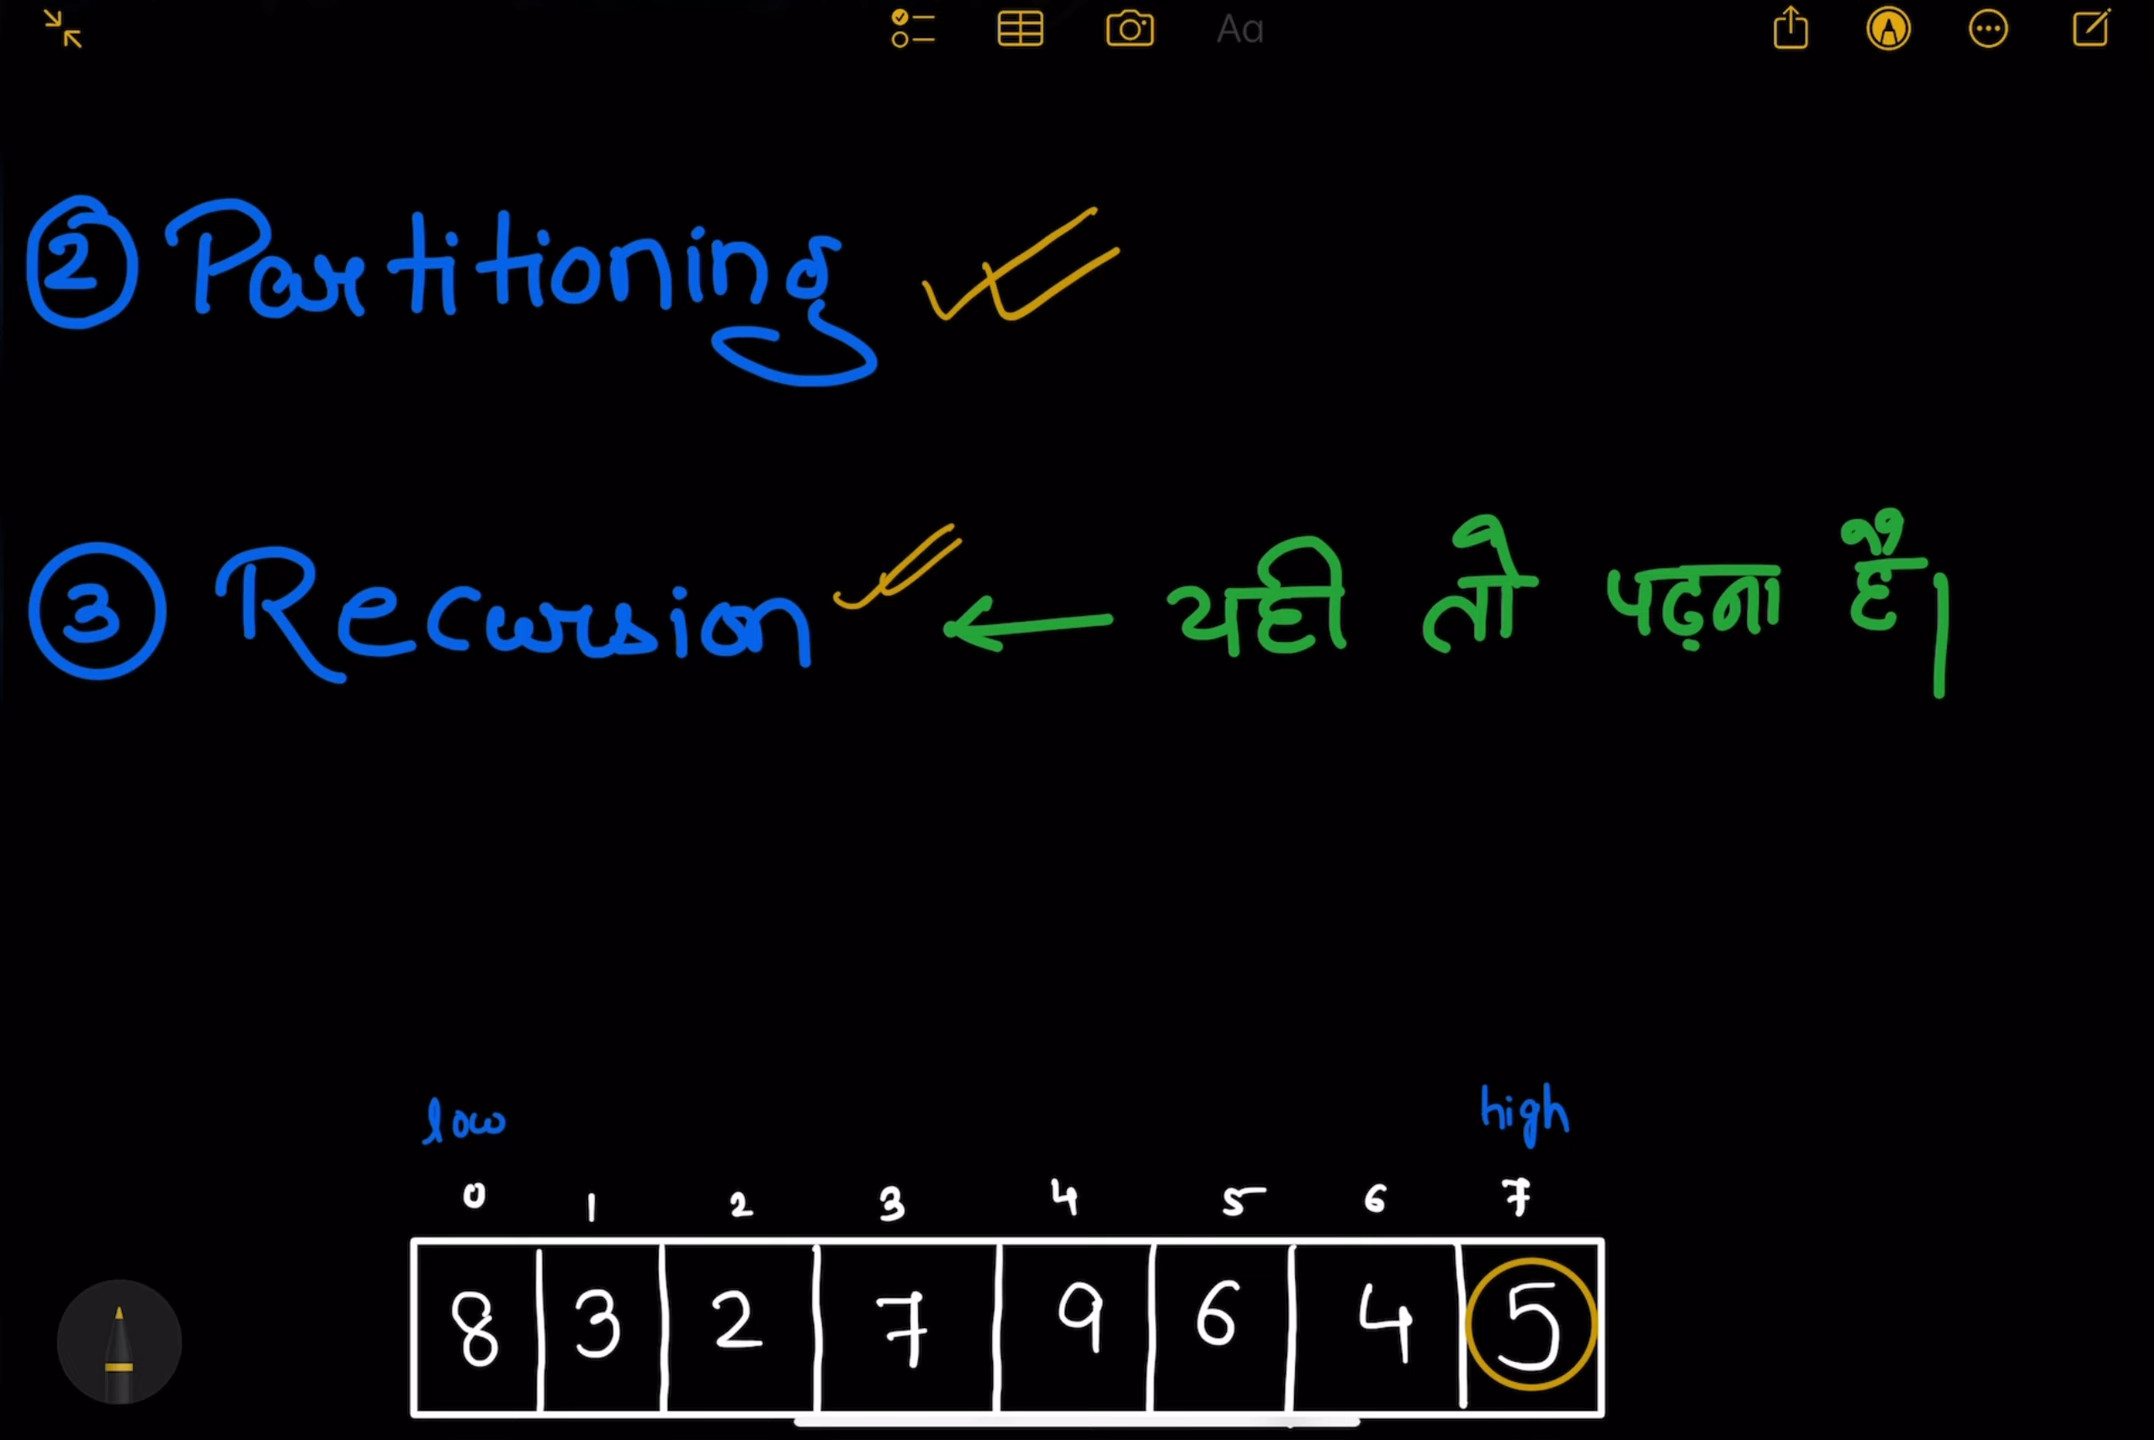 Aa
② Partitioning
③ Recursion ← यही तो पढ़ना है।
low high
0 1 2 3 4 5 6 7
8 3 2 7 9 6 4 5